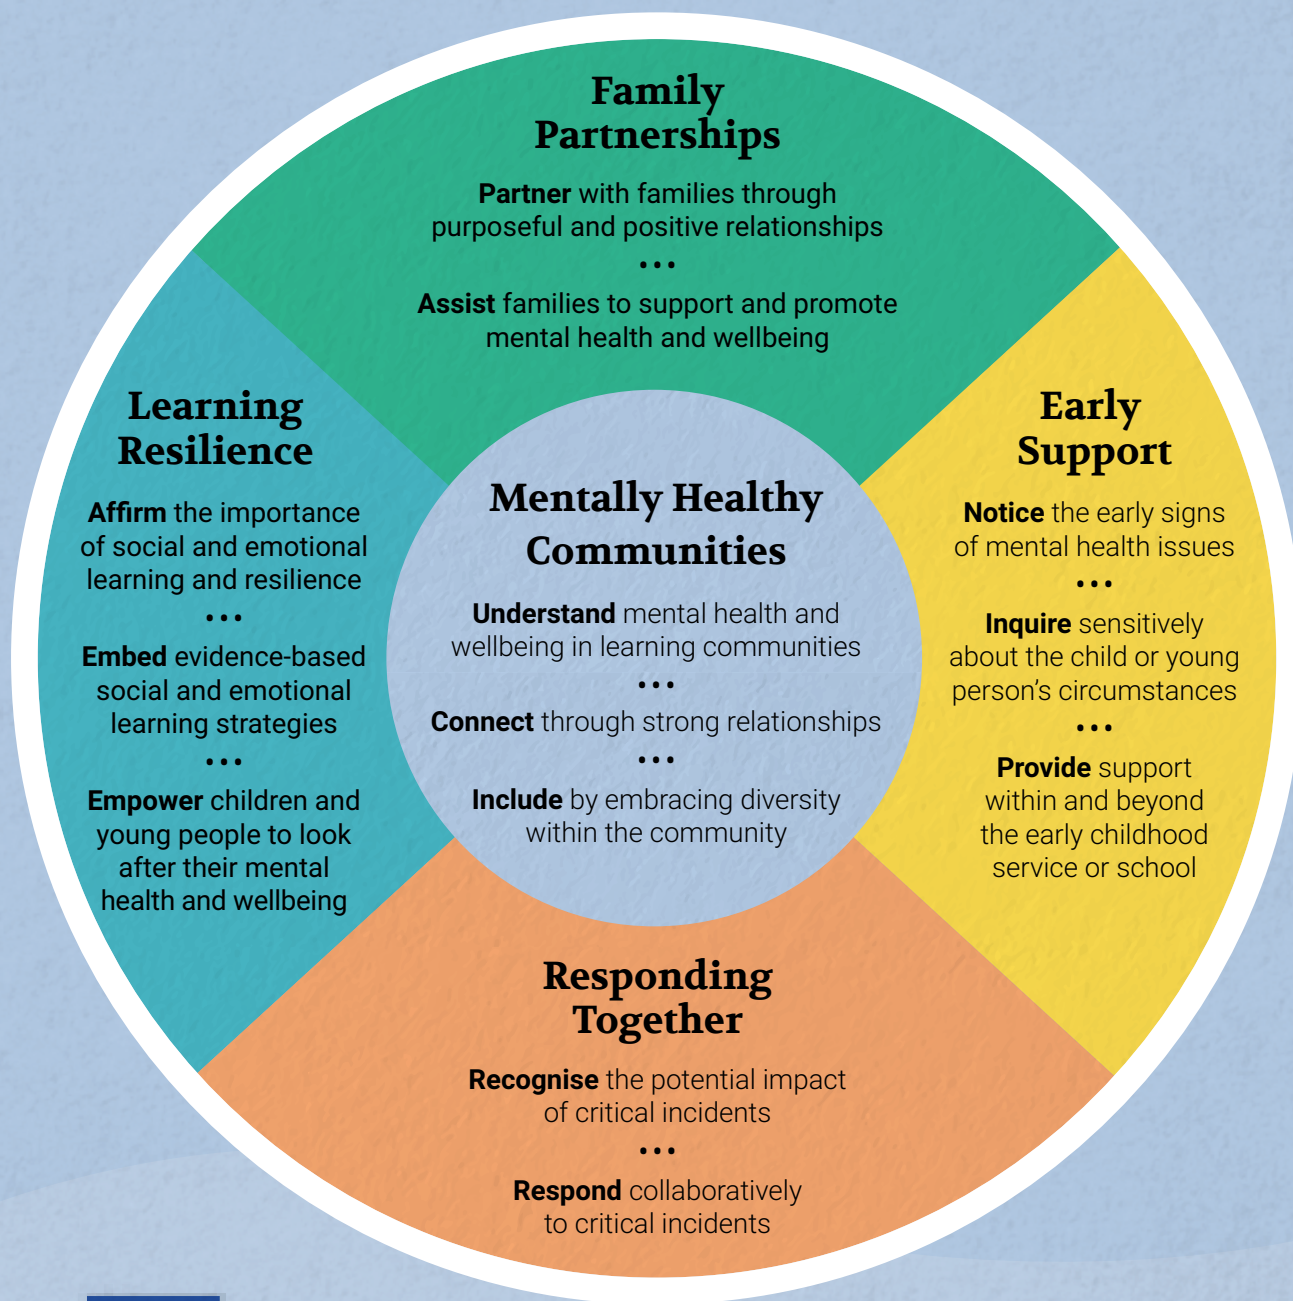 Family
Partnerships
Partner with families through
purposeful and positive relationships
...
Assist families to support and promote
mental health and wellbeing
Learning
Resilience
Affirm the importance
of social and emotional
learning and resilience
...
Embed evidence-based
social and emotional
learning strategies
...
Empower children and
young people to look
after their mental
health and wellbeing
Mentally Healthy
Communities
Understand mental health and
wellbeing in learning communities
...
Connect through strong relationships
...
Include by embracing diversity
within the community
Early
Support
Notice the early signs
of mental health issues
...
Inquire sensitively
about the child or young
person's circumstances
...
Provide support
within and beyond
the early childhood
service or school
Responding
Together
Recognise the potential impact
of critical incidents
...
Respond collaboratively
to critical incidents